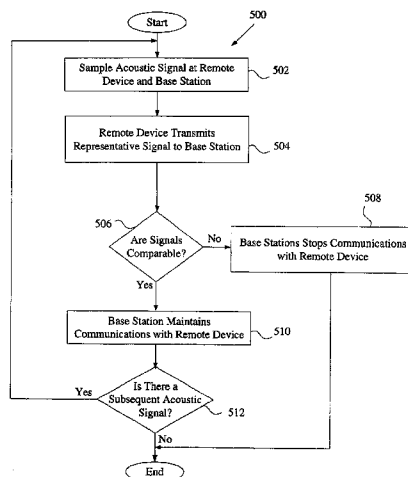 Start
500
Sample Acoustic Signal at Remote
Device and Base Station
502
Remote Device Transmits
Representative Signal to Base Station
504
506
Are Signals
Comparable?
No
508
Base Stations Stops Communications
with Remote Device
Yes
Base Station Maintains
Communications with Remote Device
510
Yes
Is There a
Subsequent Acoustic
Signal?
512
No
End